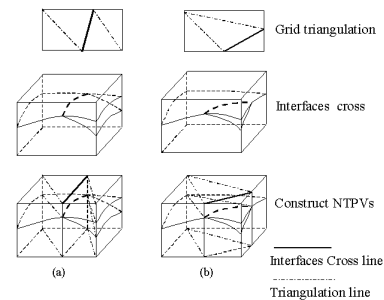 Grid triangulation
Interfaces cross
Construct NTPVs
Interfaces Cross line
(a)
(b)
Triangulation line